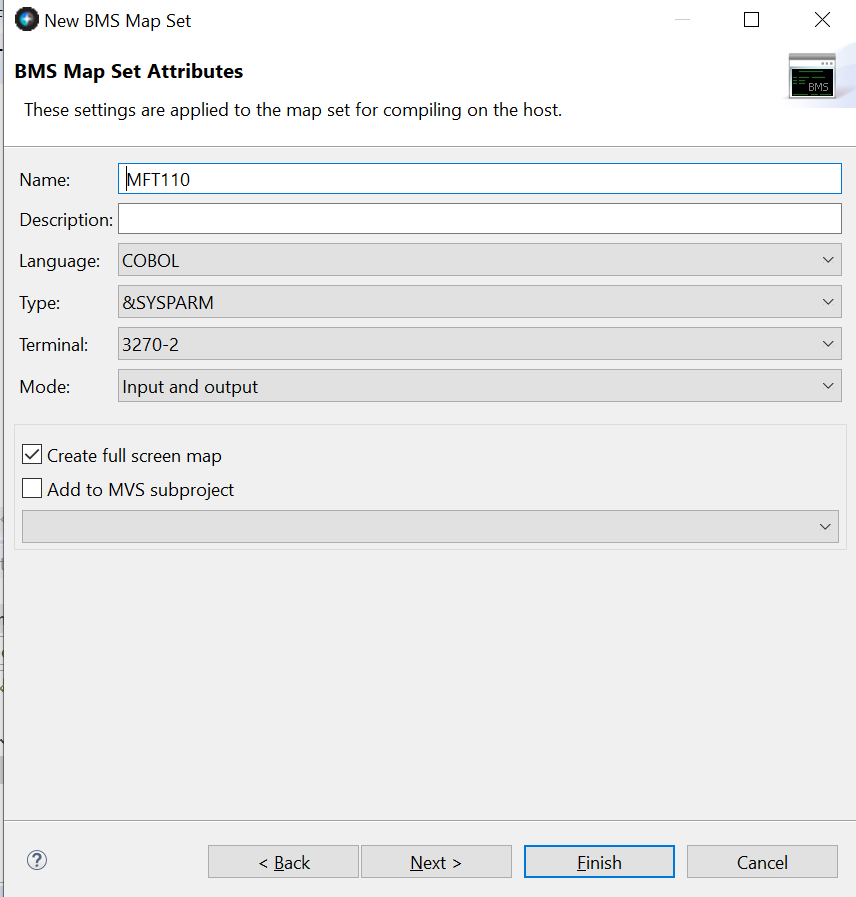 New BMS Map Set
BMS Map Set Attributes
These settings are applied to the map set for compiling on the host.
BMS
Name: MFT110
Description:
Language: COBOL
Type: &SYSPARM
Terminal: 3270-2
Mode: Input and output
Create full screen map
Add to MVS subproject
? < Back Next > Finish Cancel